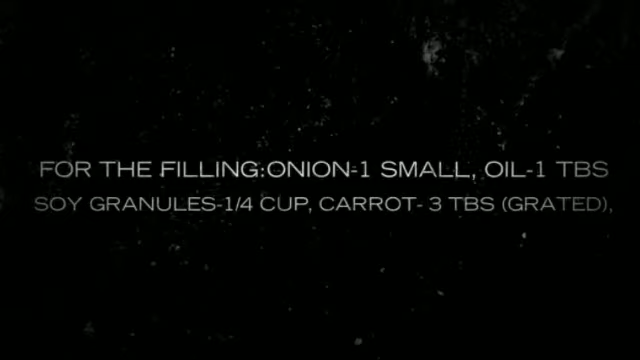 FOR THE FILLING:ONION-1 SMALL, OIL-1 TBS
SOY GRANULES-1/4 CUP, CARROT- 3 TBS (GRATED),